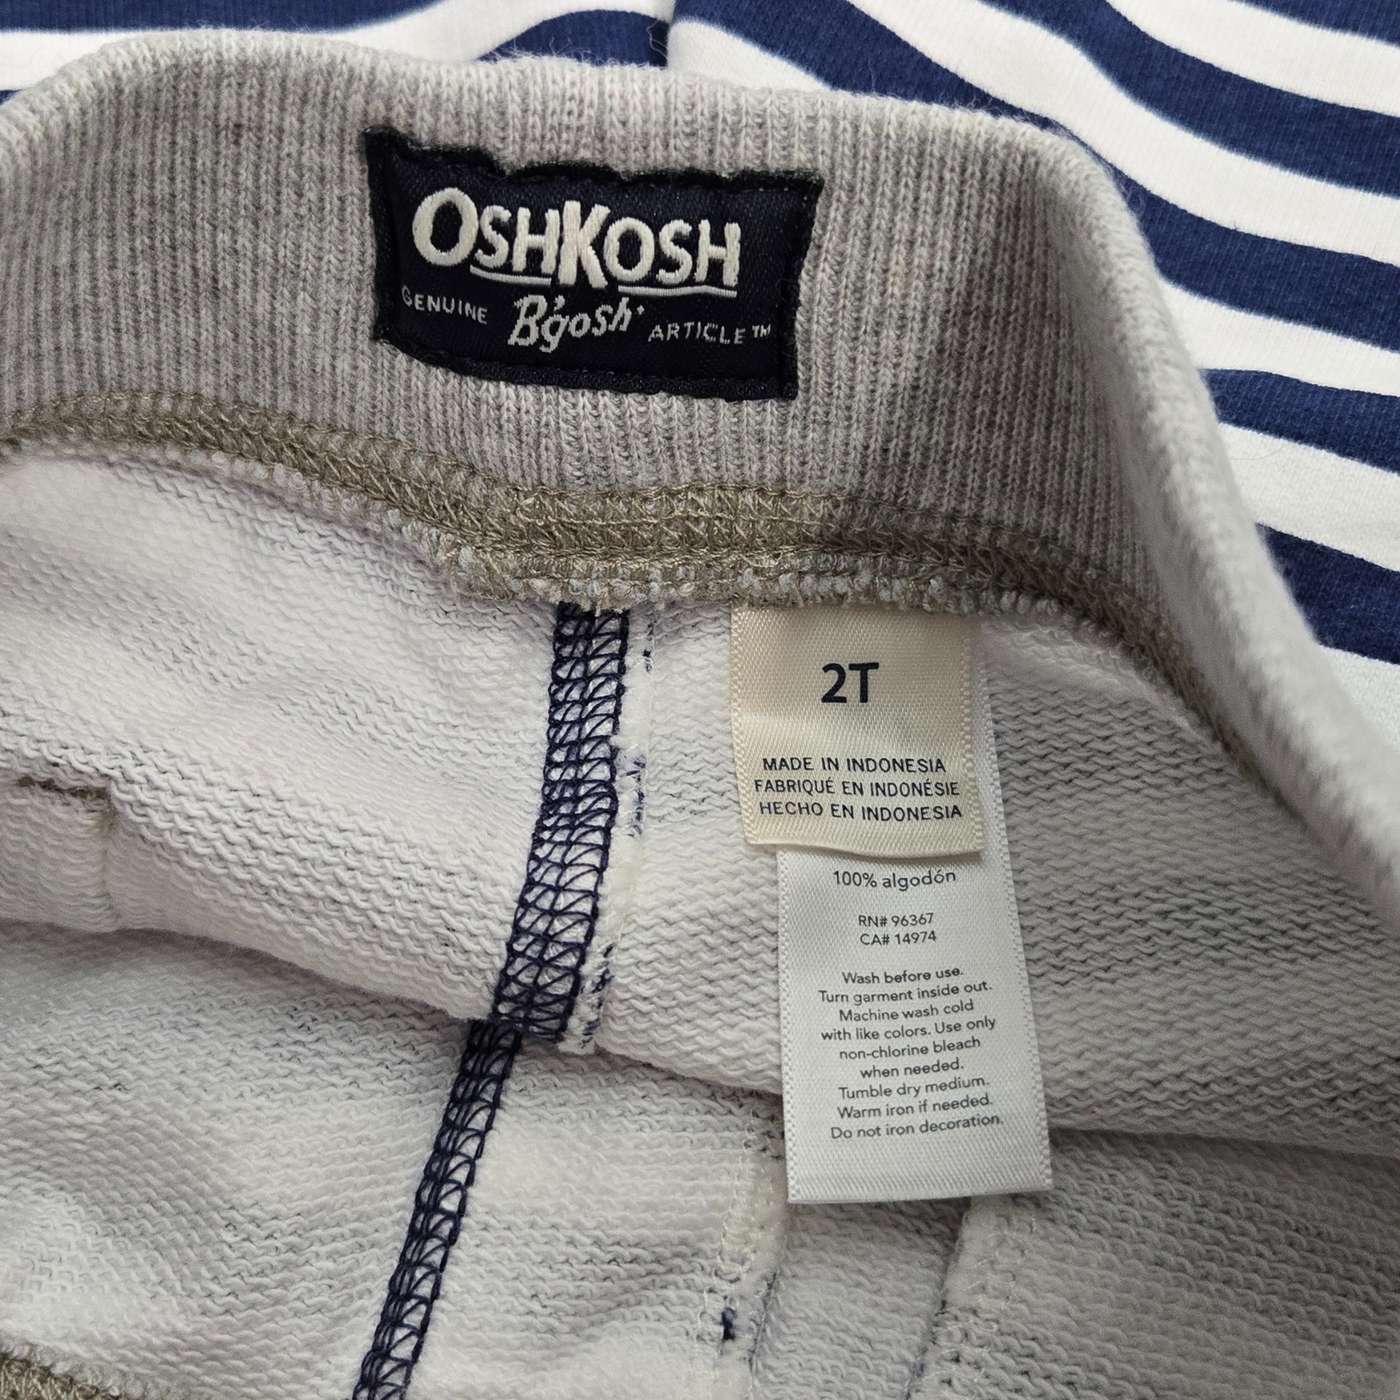 OSHKOSH
GENUINE B'gosh ARTICLE™
2T
MADE IN INDONESIA
FABRIQUÉ EN INDONÉSIE
HECHO EN INDONESIA
100% algodón
RN# 96367
CA# 14974
Wash before use.
Turn garment inside out.
Machine wash cold
with like colors. Use only
non-chlorine bleach
when needed.
Tumble dry medium.
Warm iron if needed.
Do not iron decoration.